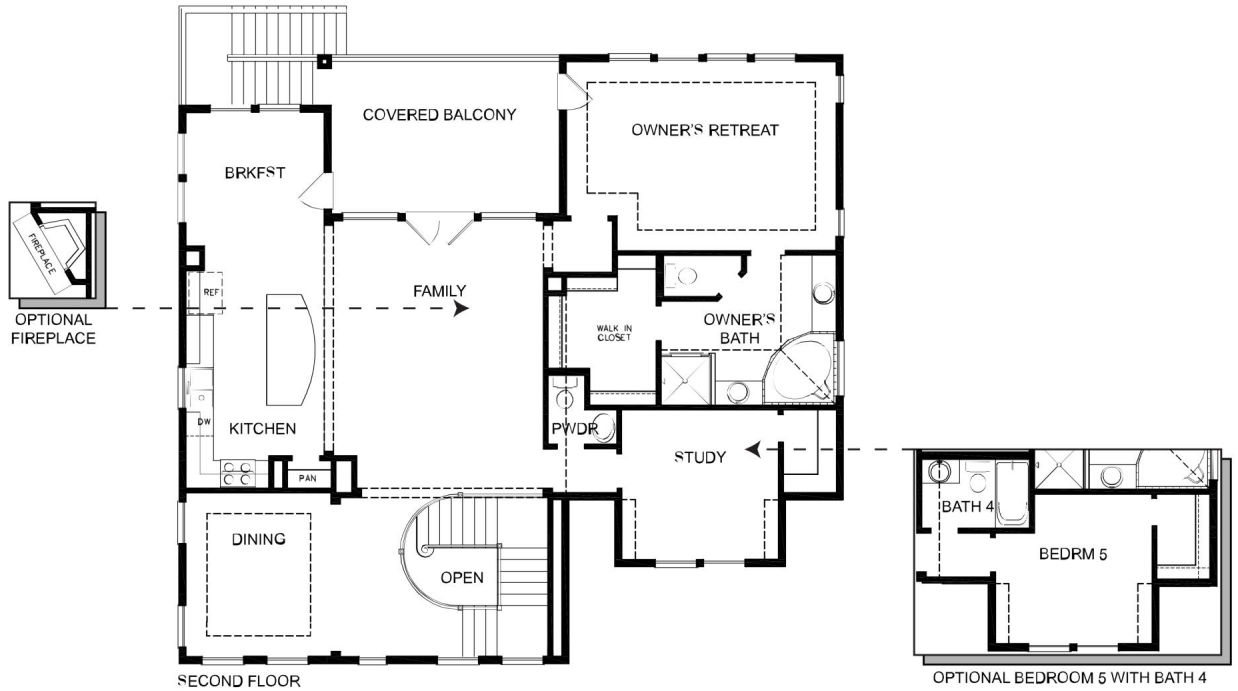 COVERED BALCONY
OWNER'S RETREAT
BRKFST
FIREPLACE
OPTIONAL
FIREPLACE
REF
FAMILY
WALK IN
CLOSET
OWNER'S
BATH
DW
KITCHEN
PWDR
STUDY
PAN
DINING
OPEN
BATH 4
BEDRM 5
SECOND FLOOR
OPTIONAL BEDROOM 5 WITH BATH 4